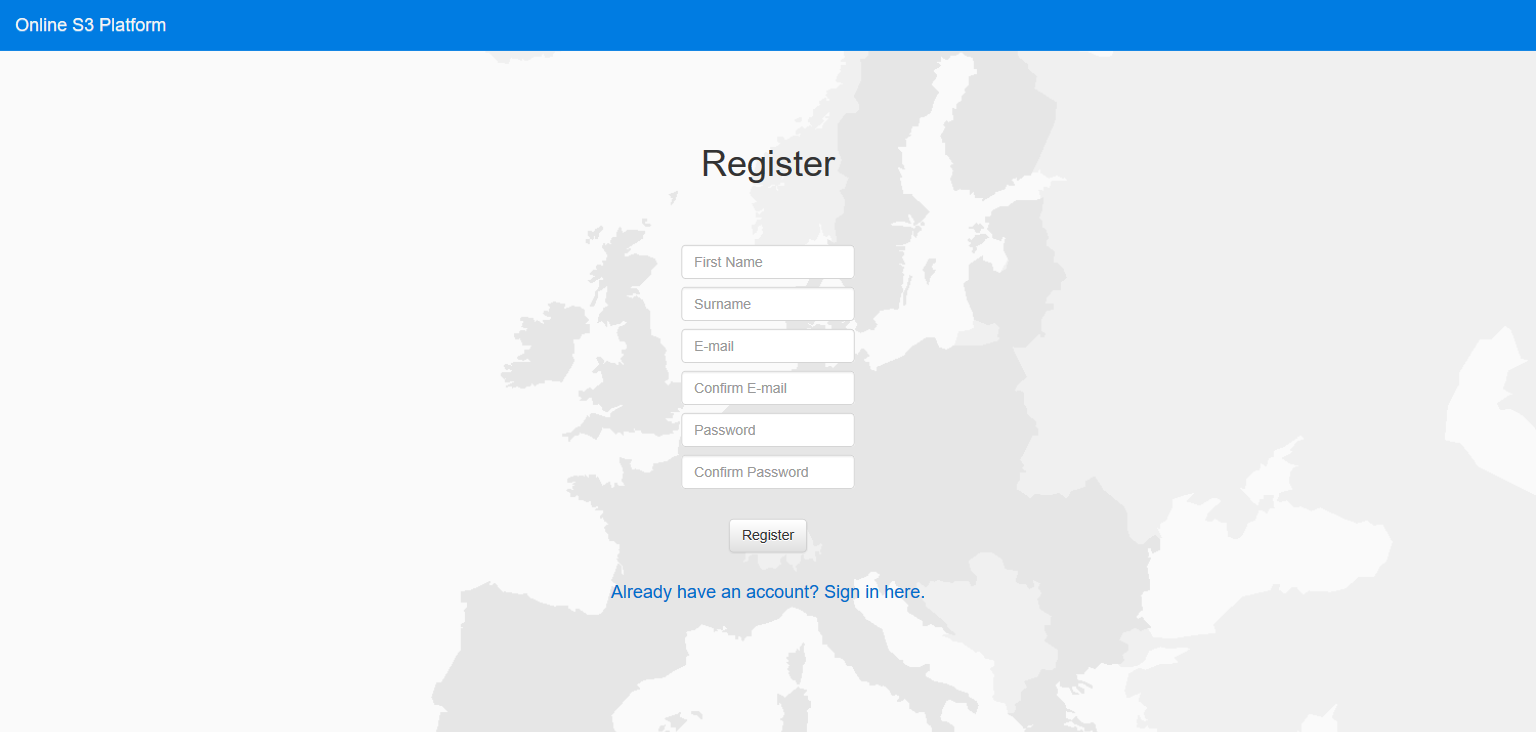 Online S3 Platform
Register
First Name
Surname
E-mail
Confirm E-mail
Password
Confirm Password
Register
Already have an account? Sign in here.